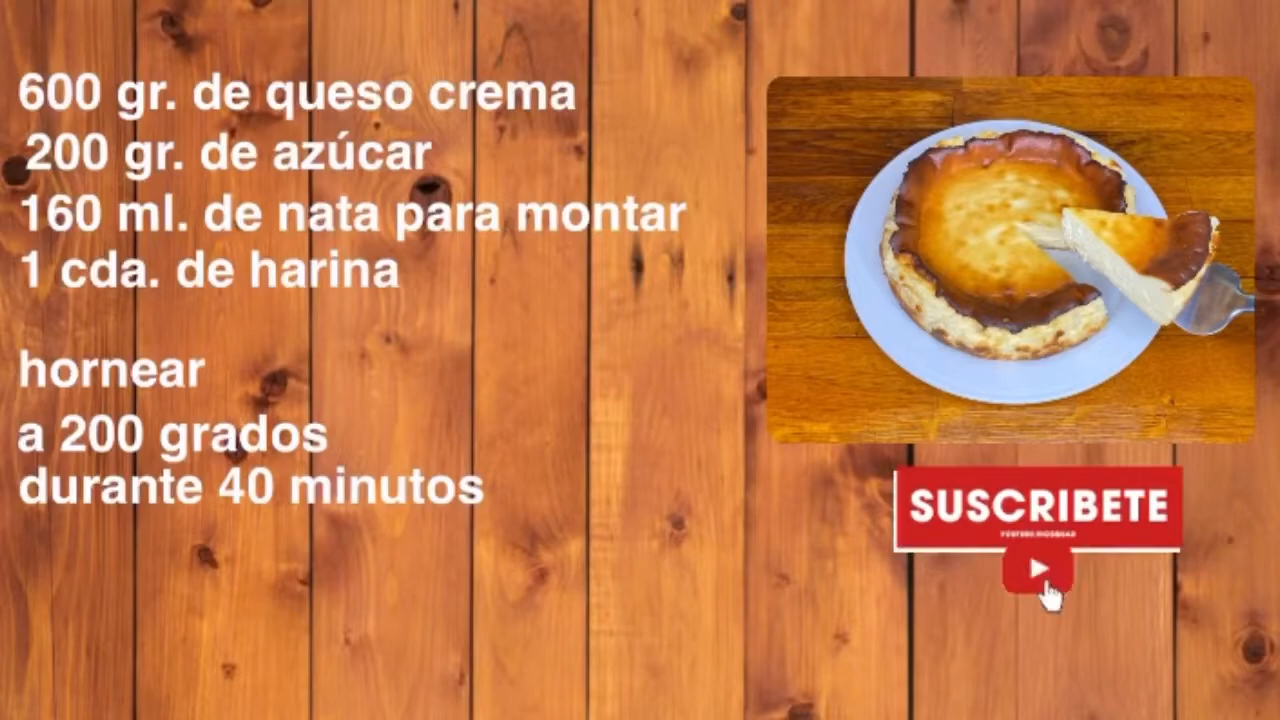 600 gr. de queso crema
200 gr. de azúcar
160 ml. de nata para montar
1 cda. de harina
hornear
a 200 grados
durante 40 minutos
SUSCRIBETE